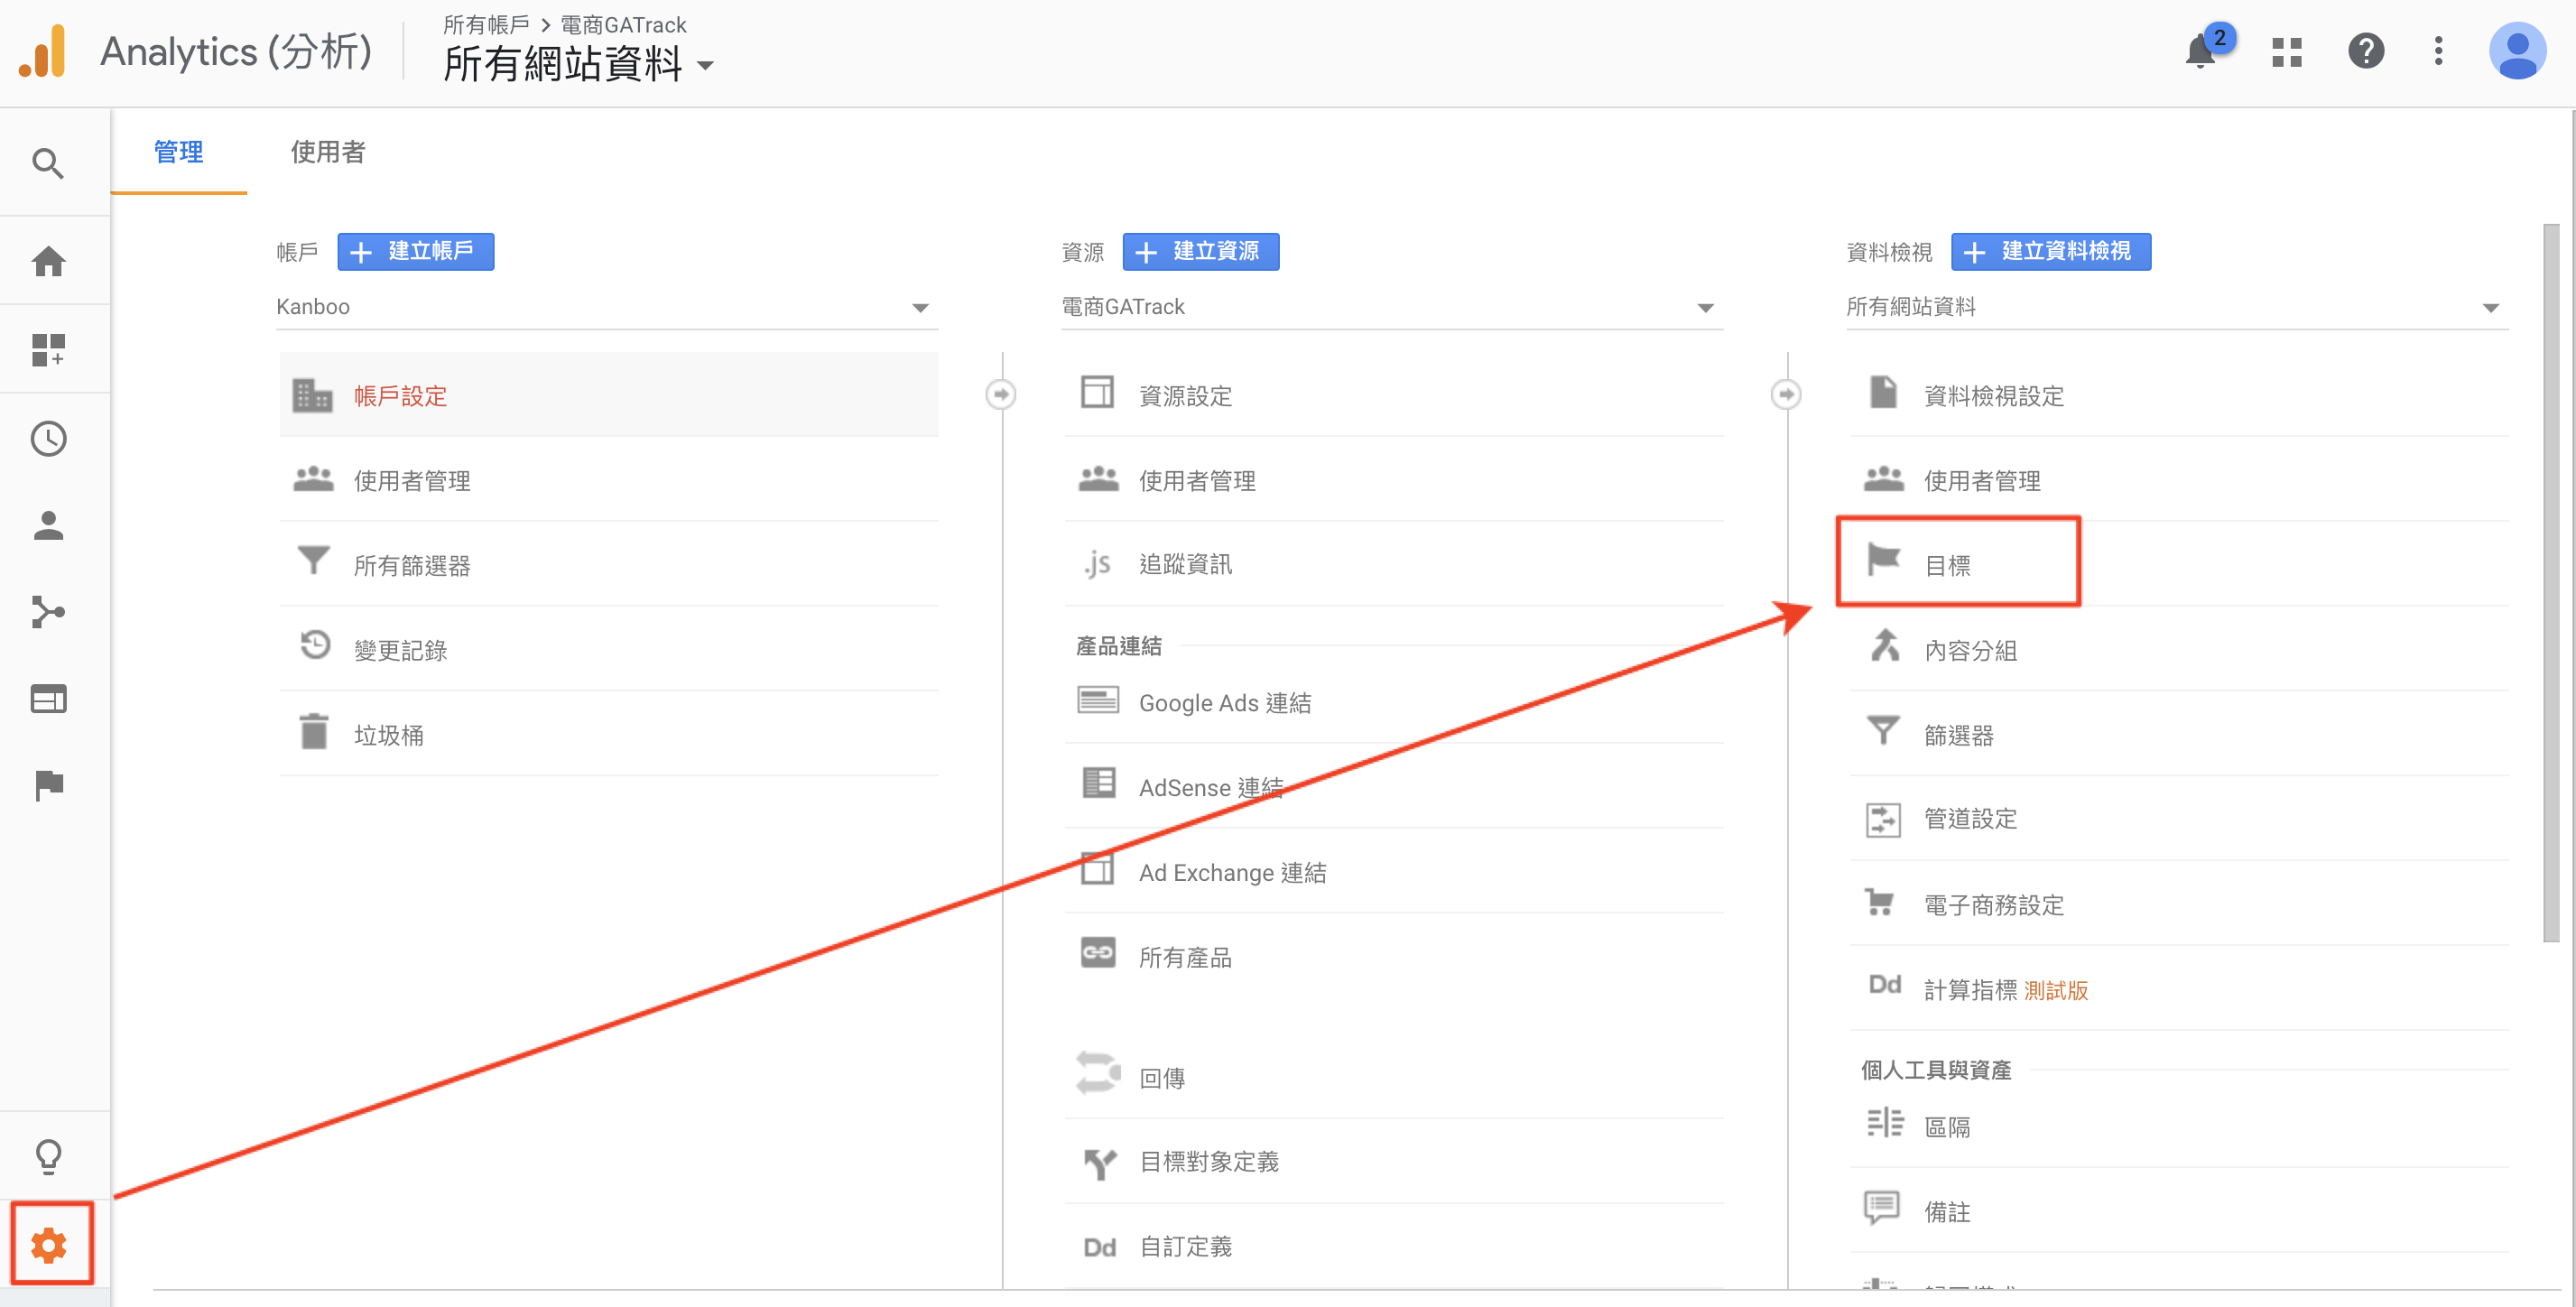 Analytics (分析)
所有帳戶 > 電商GATrack
所有網站資料
2
管理
使用者
帳戶
建立帳戶
Kanboo
帳戶設定
使用者管理
所有篩選器
變更記錄
垃圾桶
資源
建立資源
電商GATrack
資源設定
使用者管理
.js 追蹤資訊
產品連結
Google Ads 連結
AdSense 連結
Ad Exchange 連結
所有產品
回傳
目標對象定義
Dd 自訂定義
資料檢視
建立資料檢視
所有網站資料
資料檢視設定
使用者管理
目標
內容分組
篩選器
管道設定
電子商務設定
Dd 計算指標 測試版
個人工具與資產
區隔
備註